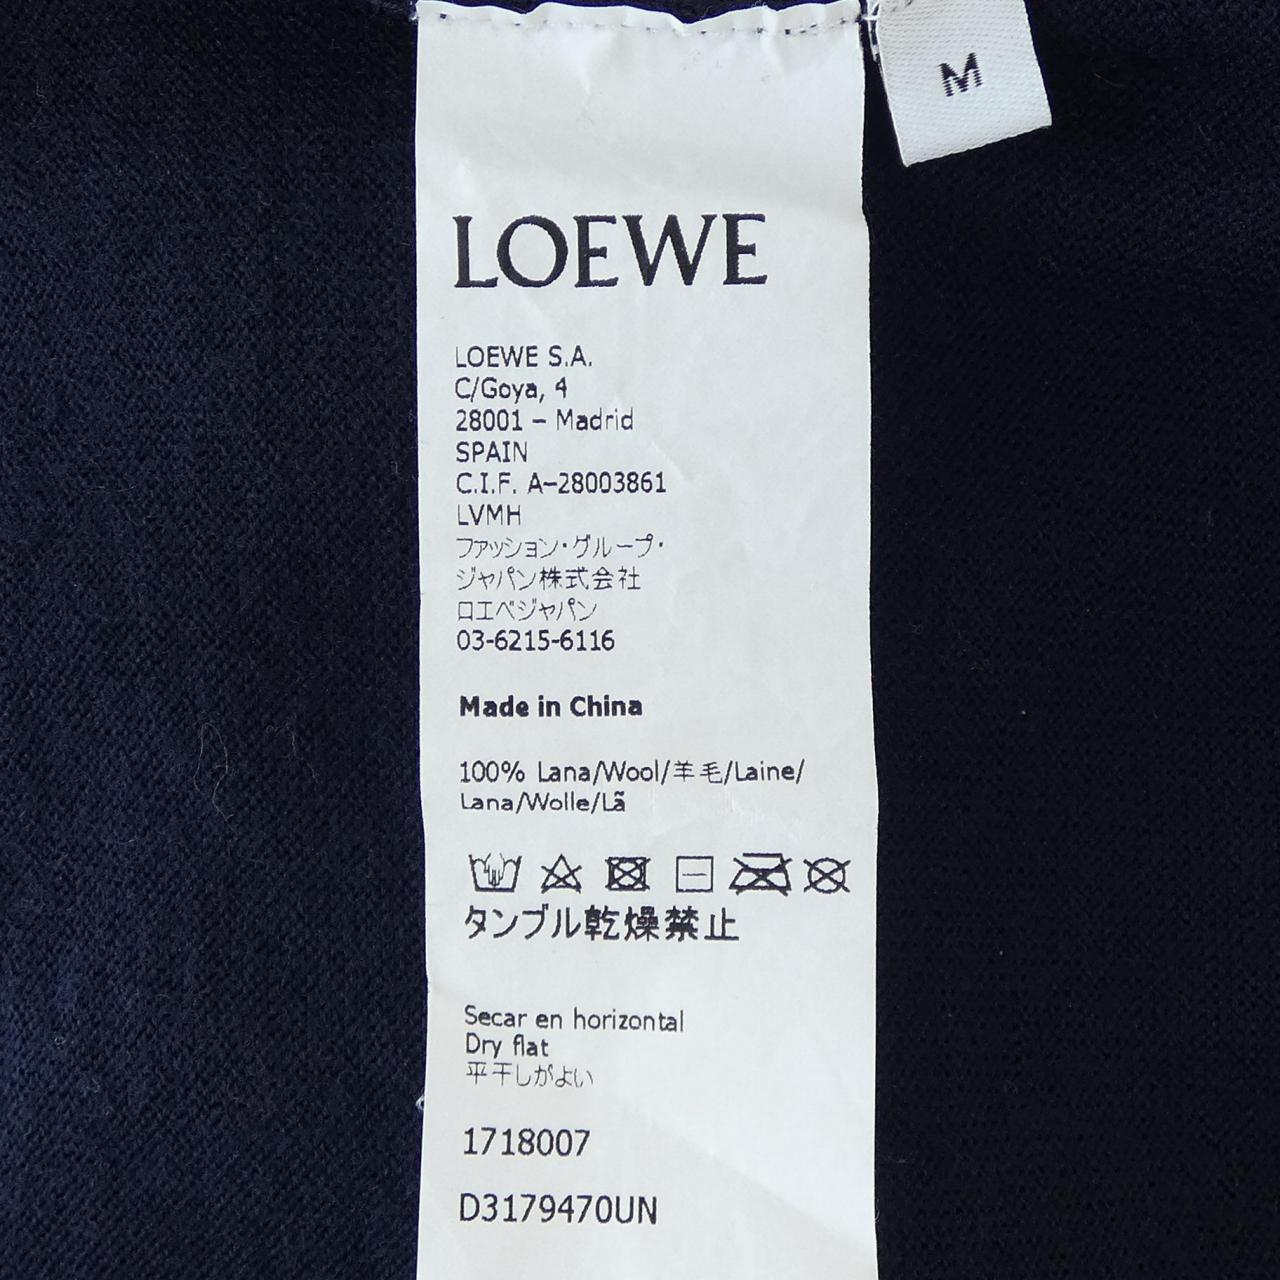 M
LOEWE
LOEWE S.A.
C/Goya, 4
28001 – Madrid
SPAIN
C.I.F. A–28003861
LVMH
ファッション・グループ・
ジャパン株式会社
ロエベジャパン
03-6215-6116
Made in China
100% Lana/Wool/羊毛/Laine/
Lana/Wolle/Lã
タンブル乾燥禁止
Secar en horizontal
Dry flat
平干しがよい
1718007
D3179470UN